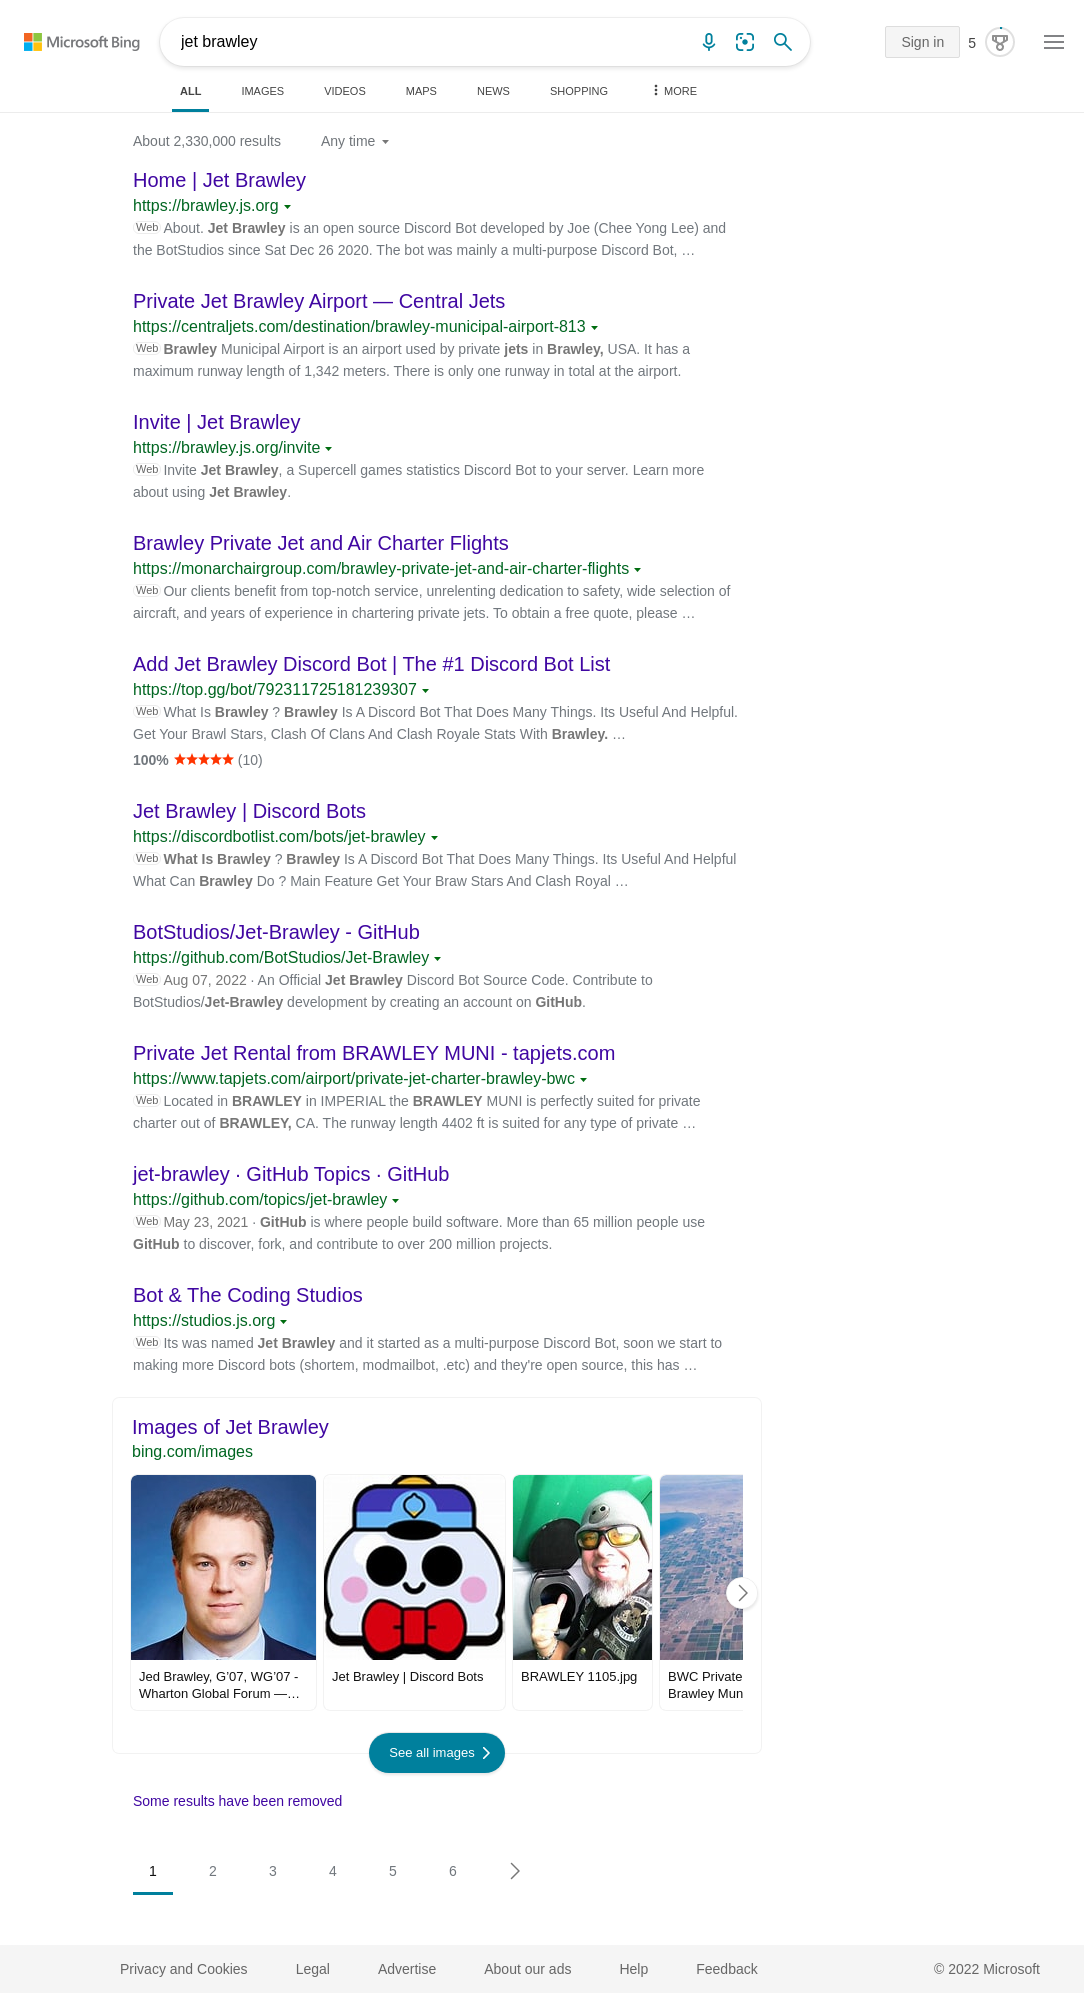 Microsoft Bing
jet brawley
Sign in
5
ALL
IMAGES
VIDEOS
MAPS
NEWS
SHOPPING
MORE
About 2,330,000 results
Any time
Home | Jet Brawley
https://brawley.js.org
Web About. Jet Brawley is an open source Discord Bot developed by Joe (Chee Yong Lee) and
the BotStudios since Sat Dec 26 2020. The bot was mainly a multi-purpose Discord Bot, …
Private Jet Brawley Airport — Central Jets
https://centraljets.com/destination/brawley-municipal-airport-813
Web Brawley Municipal Airport is an airport used by private jets in Brawley, USA. It has a
maximum runway length of 1,342 meters. There is only one runway in total at the airport.
Invite | Jet Brawley
https://brawley.js.org/invite
Web Invite Jet Brawley, a Supercell games statistics Discord Bot to your server. Learn more
about using Jet Brawley.
Brawley Private Jet and Air Charter Flights
https://monarchairgroup.com/brawley-private-jet-and-air-charter-flights
Web Our clients benefit from top-notch service, unrelenting dedication to safety, wide selection of
aircraft, and years of experience in chartering private jets. To obtain a free quote, please …
Add Jet Brawley Discord Bot | The #1 Discord Bot List
https://top.gg/bot/792311725181239307
Web What Is Brawley ? Brawley Is A Discord Bot That Does Many Things. Its Useful And Helpful.
Get Your Brawl Stars, Clash Of Clans And Clash Royale Stats With Brawley. …
100% (10)
Jet Brawley | Discord Bots
https://discordbotlist.com/bots/jet-brawley
Web What Is Brawley ? Brawley Is A Discord Bot That Does Many Things. Its Useful And Helpful
What Can Brawley Do ? Main Feature Get Your Braw Stars And Clash Royal …
BotStudios/Jet-Brawley - GitHub
https://github.com/BotStudios/Jet-Brawley
Web Aug 07, 2022 · An Official Jet Brawley Discord Bot Source Code. Contribute to
BotStudios/Jet-Brawley development by creating an account on GitHub.
Private Jet Rental from BRAWLEY MUNI - tapjets.com
https://www.tapjets.com/airport/private-jet-charter-brawley-bwc
Web Located in BRAWLEY in IMPERIAL the BRAWLEY MUNI is perfectly suited for private
charter out of BRAWLEY, CA. The runway length 4402 ft is suited for any type of private …
jet-brawley · GitHub Topics · GitHub
https://github.com/topics/jet-brawley
Web May 23, 2021 · GitHub is where people build software. More than 65 million people use
GitHub to discover, fork, and contribute to over 200 million projects.
Bot & The Coding Studios
https://studios.js.org
Web Its was named Jet Brawley and it started as a multi-purpose Discord Bot, soon we start to
making more Discord bots (shortem, modmailbot, .etc) and they're open source, this has …
Images of Jet Brawley
bing.com/images
Jed Brawley, G’07, WG’07 -
Wharton Global Forum —…
Jet Brawley | Discord Bots
BRAWLEY 1105.jpg
BWC Private
Brawley Mun
See all images
Some results have been removed
1
2
3
4
5
6
Privacy and Cookies
Legal
Advertise
About our ads
Help
Feedback
© 2022 Microsoft